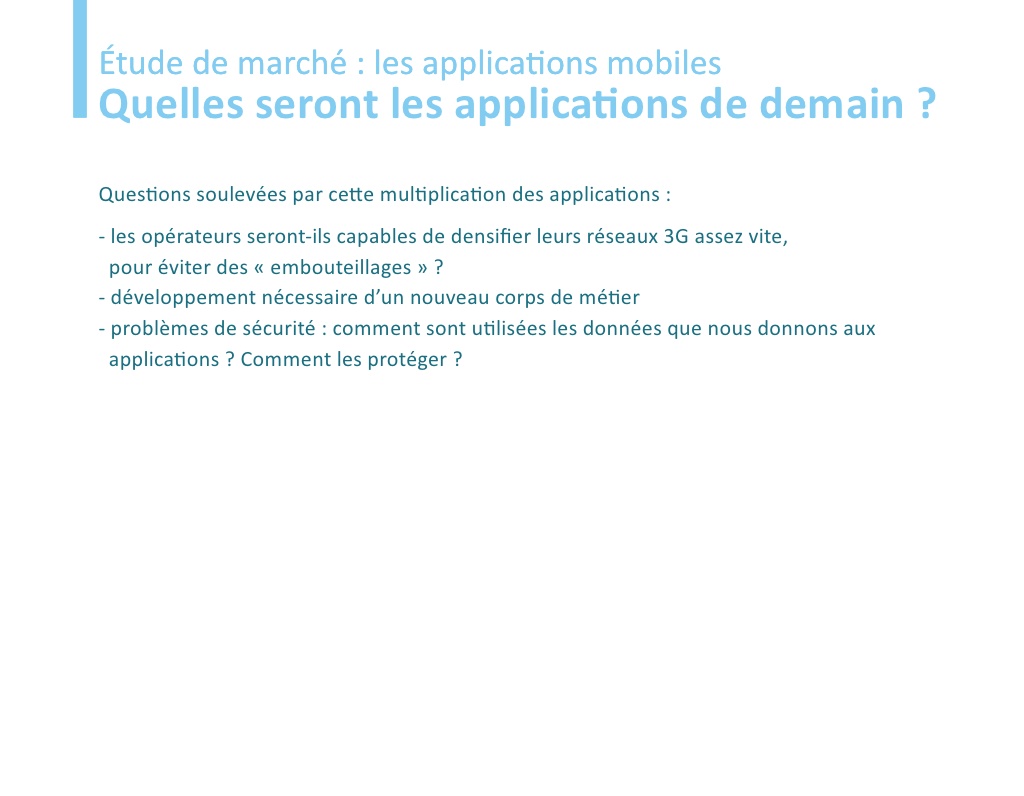 Étude de marché : les applications mobiles
Quelles seront les applications de demain ?
Questions soulevées par cette multiplication des applications :
- les opérateurs seront-ils capables de densifier leurs réseaux 3G assez vite,
pour éviter des « embouteillages » ?
- développement nécessaire d’un nouveau corps de métier
- problèmes de sécurité : comment sont utilisées les données que nous donnons aux
applications ? Comment les protéger ?